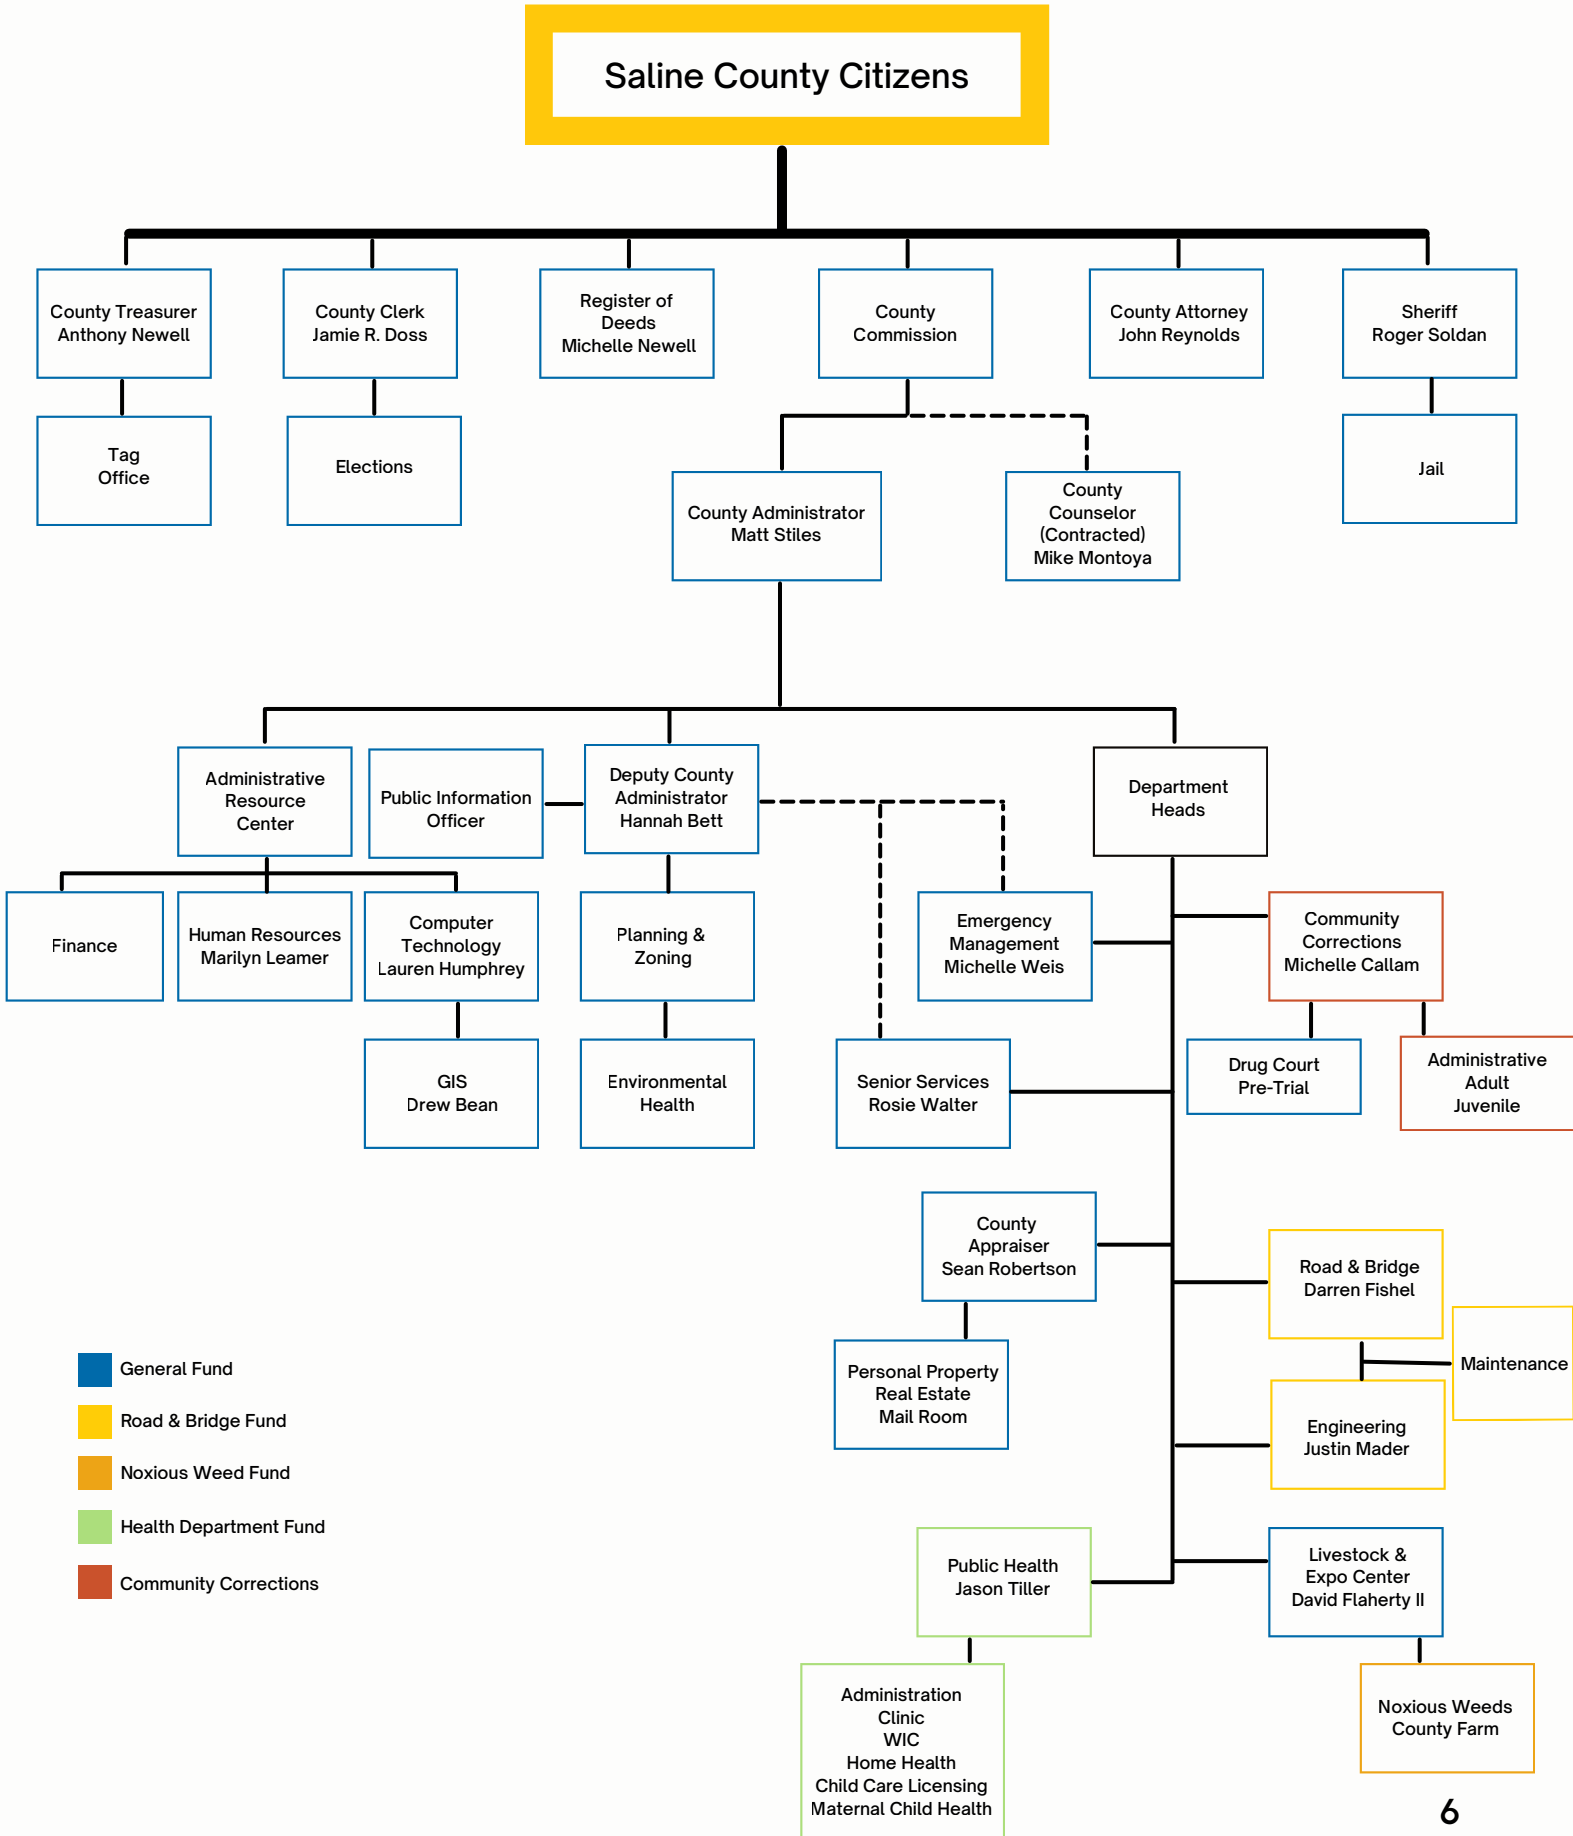 Saline County Citizens
County Treasurer
Anthony Newell
County Clerk
Jamie R. Doss
Register of
Deeds
Michelle Newell
County
Commission
County Attorney
John Reynolds
Sheriff
Roger Soldan
Tag
Office
Elections
Jail
County Administrator
Matt Stiles
County
Counselor
(Contracted)
Mike Montoya
Administrative
Resource
Center
Public Information
Officer
Deputy County
Administrator
Hannah Bett
Department
Heads
Finance
Human Resources
Marilyn Leamer
Computer
Technology
Lauren Humphrey
Planning &
Zoning
Emergency
Management
Michelle Weis
Community
Corrections
Michelle Callam
GIS
Drew Bean
Environmental
Health
Senior Services
Rosie Walter
Drug Court
Pre-Trial
Administrative
Adult
Juvenile
County
Appraiser
Sean Robertson
Road & Bridge
Darren Fishel
Personal Property
Real Estate
Mail Room
Maintenance
Engineering
Justin Mader
General Fund
Road & Bridge Fund
Noxious Weed Fund
Health Department Fund
Community Corrections
Public Health
Jason Tiller
Livestock &
Expo Center
David Flaherty II
Administration
Clinic
WIC
Home Health
Child Care Licensing
Maternal Child Health
Noxious Weeds
County Farm
6